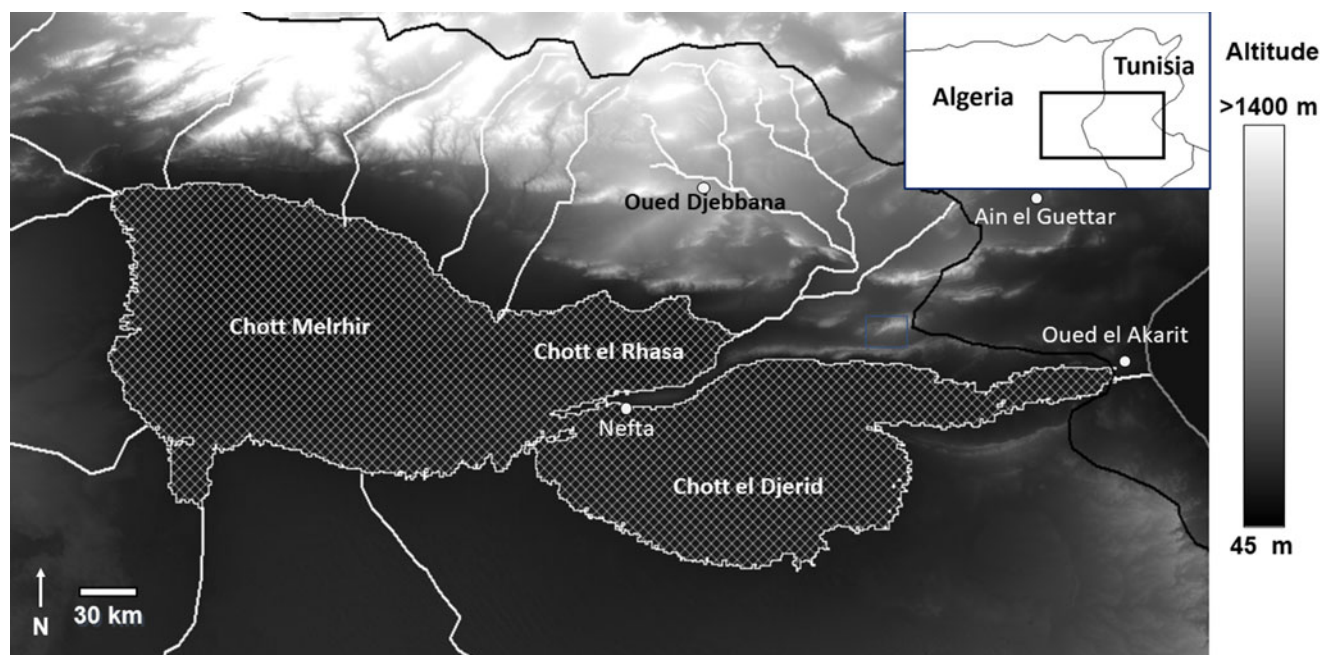 Tunisia
Algeria
Altitude
>1400 m
Oued Djebbana
Ain el Guettar
Chott Melrhir
Chott el Rhasa
Oued el Akarit
Nefta
Chott el Djerid
45 m
30 km
N